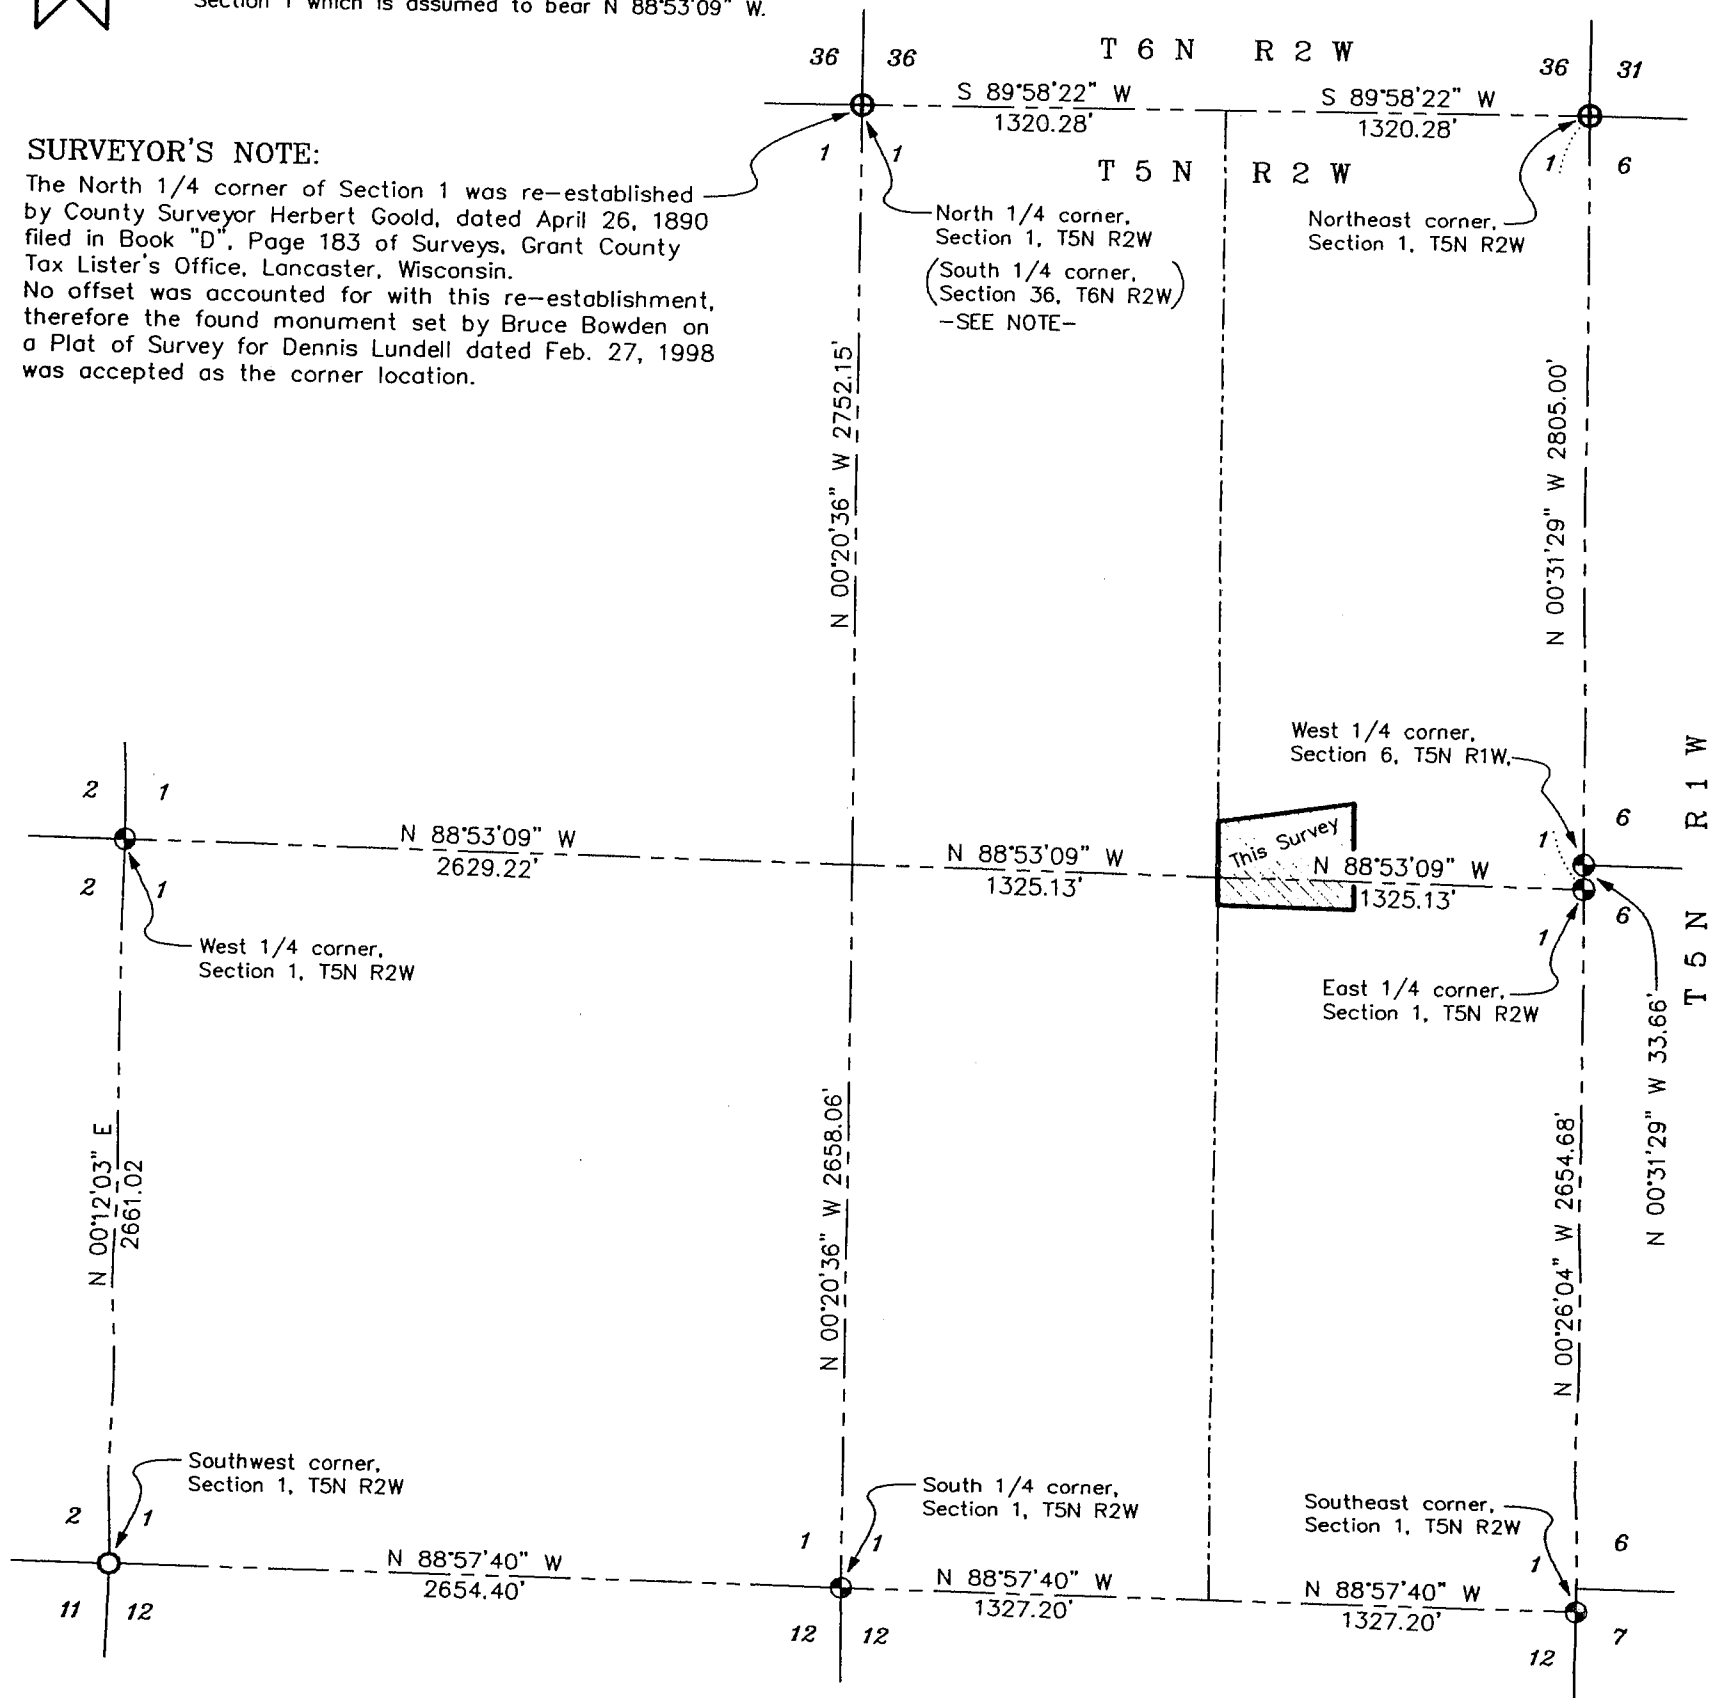 Section 1 which is assumed to bear N 88°53'09" W.
T 6 N R 2 W
36 36
36 31
S 89°58'22" W
1320.28'
S 89°58'22" W
1320.28'
1 1
1 6
T 5 N R 2 W
SURVEYOR'S NOTE:
The North 1/4 corner of Section 1 was re-established
by County Surveyor Herbert Goold, dated April 26, 1890
filed in Book "D", Page 183 of Surveys, Grant County
Tax Lister's Office, Lancaster, Wisconsin.
No offset was accounted for with this re-establishment,
therefore the found monument set by Bruce Bowden on
a Plat of Survey for Dennis Lundell dated Feb. 27, 1998
was accepted as the corner location.
North 1/4 corner,
Section 1, T5N R2W
(South 1/4 corner,
Section 36, T6N R2W)
-SEE NOTE-
Northeast corner,
Section 1, T5N R2W
N 00°20'36" W 2752.15'
N 00°31'29" W 2805.00'
West 1/4 corner,
Section 6, T5N R1W,
T 5 N R 1 W
2 1
2 1
N 88°53'09" W
2629.22'
N 88°53'09" W
1325.13'
This Survey
N 88°53'09" W
1325.13'
1 6
1 6
West 1/4 corner,
Section 1, T5N R2W
East 1/4 corner,
Section 1, T5N R2W
N 00°31'29" W 33.66'
N 00°12'03" E
2661.02
N 00°20'36" W 2658.06'
N 00°26'04" W 2654.68'
Southwest corner,
Section 1, T5N R2W
South 1/4 corner,
Section 1, T5N R2W
Southeast corner,
Section 1, T5N R2W
2 1
1 1
1 6
N 88°57'40" W
2654.40'
N 88°57'40" W
1327.20'
N 88°57'40" W
1327.20'
11 12
12 12
12 7